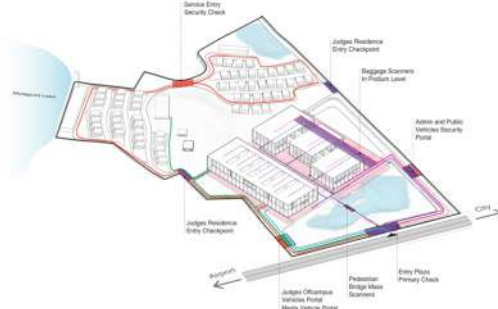 Service Entry
Security Check
Judges Residence
Entry Checkpoint
Baggage Scanners
In Podium Level
Admin and Public
Vehicles Security
Portal
City
Judges Residence
Entry Checkpoint
Airport
Judges Offcampus
Vehicles Portal
Media Vehicle Portal
Pedestrian
Bridge Mass
Scanners
Entry Plaza
Primary Check